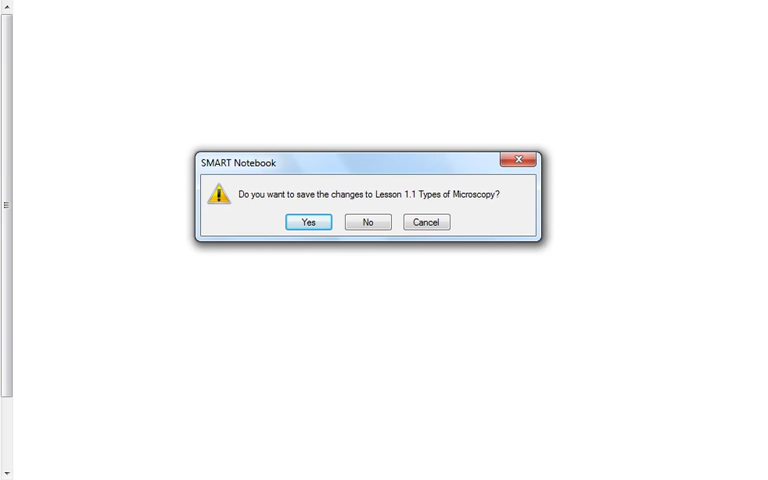 SMART Notebook
Do you want to save the changes to Lesson 1.1 Types of Microscopy?
Yes No Cancel